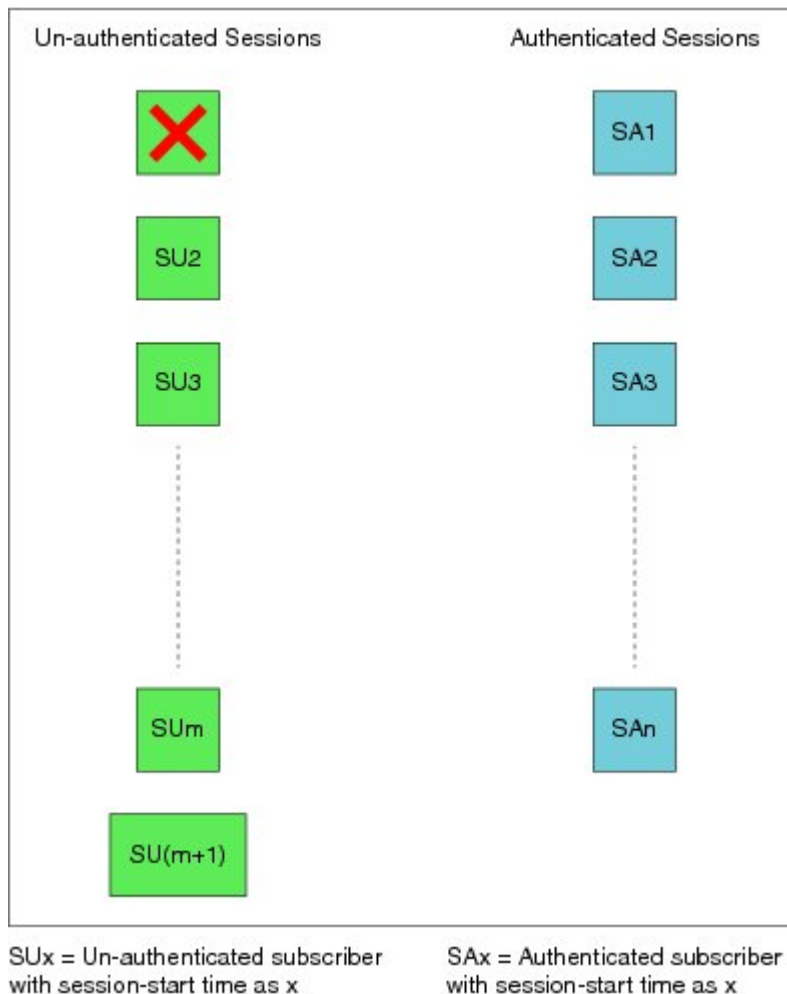 Un-authenticated Sessions
Authenticated Sessions
SA1
SU2
SA2
SU3
SA3
SUm
SAn
SU(m+1)
SUx = Un-authenticated subscriber
with session-start time as x
SAx = Authenticated subscriber
with session-start time as x